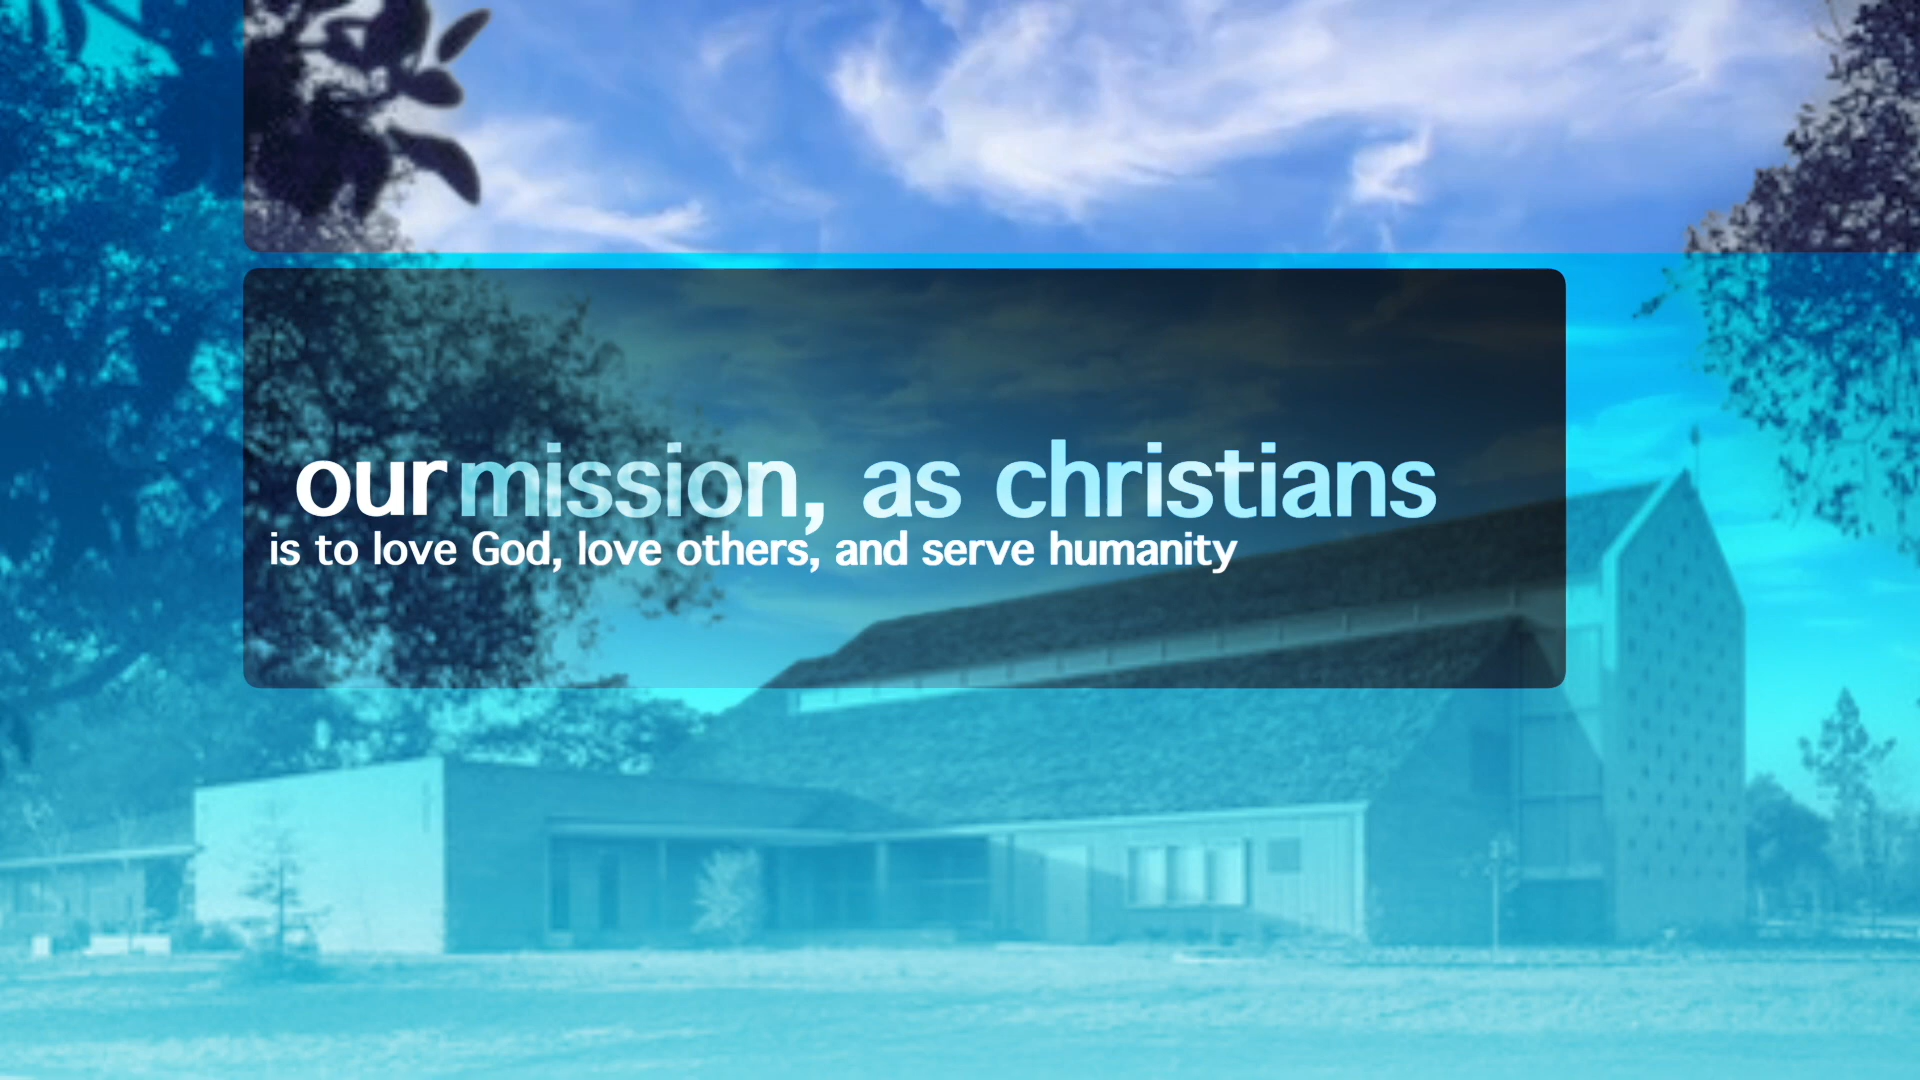 our mission, as christians
is to love God, love others, and serve humanity